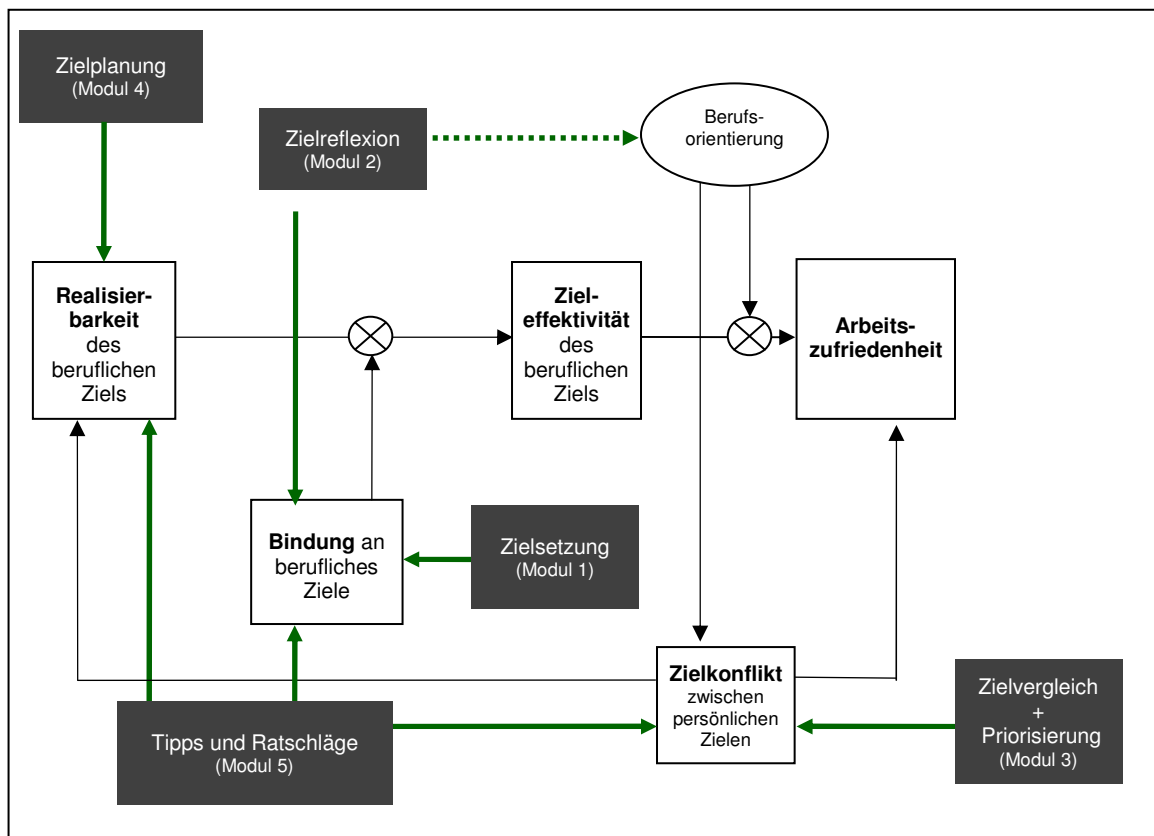 Zielplanung
(Modul 4)
Zielreflexion
(Modul 2)
Berufs-
orientierung
Realisier-
barkeit
des
beruflichen
Ziels
Ziel-
effektivität
des
beruflichen
Ziels
Arbeits-
zufriedenheit
Bindung an
berufliches
Ziele
Zielsetzung
(Modul 1)
Zielkonflikt
zwischen
persönlichen
Zielen
Zielvergleich
+
Priorisierung
(Modul 3)
Tipps und Ratschläge
(Modul 5)